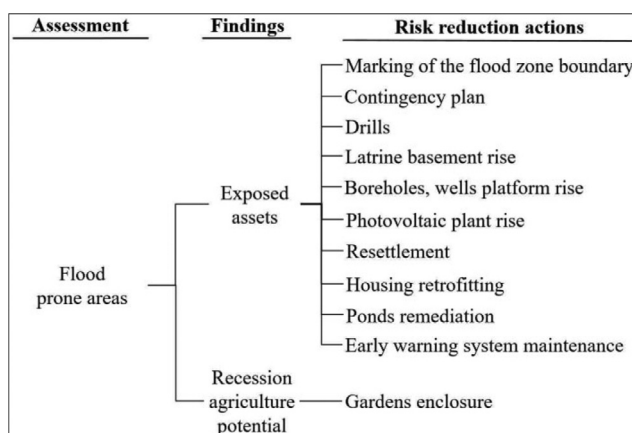 Assessment
Findings
Risk reduction actions
Marking of the flood zone boundary
Contingency plan
Drills
Latrine basement rise
Boreholes, wells platform rise
Photovoltaic plant rise
Resettlement
Housing retrofitting
Ponds remediation
Early warning system maintenance
Exposed
assets
Flood
prone areas
Recession
agriculture
potential
Gardens enclosure